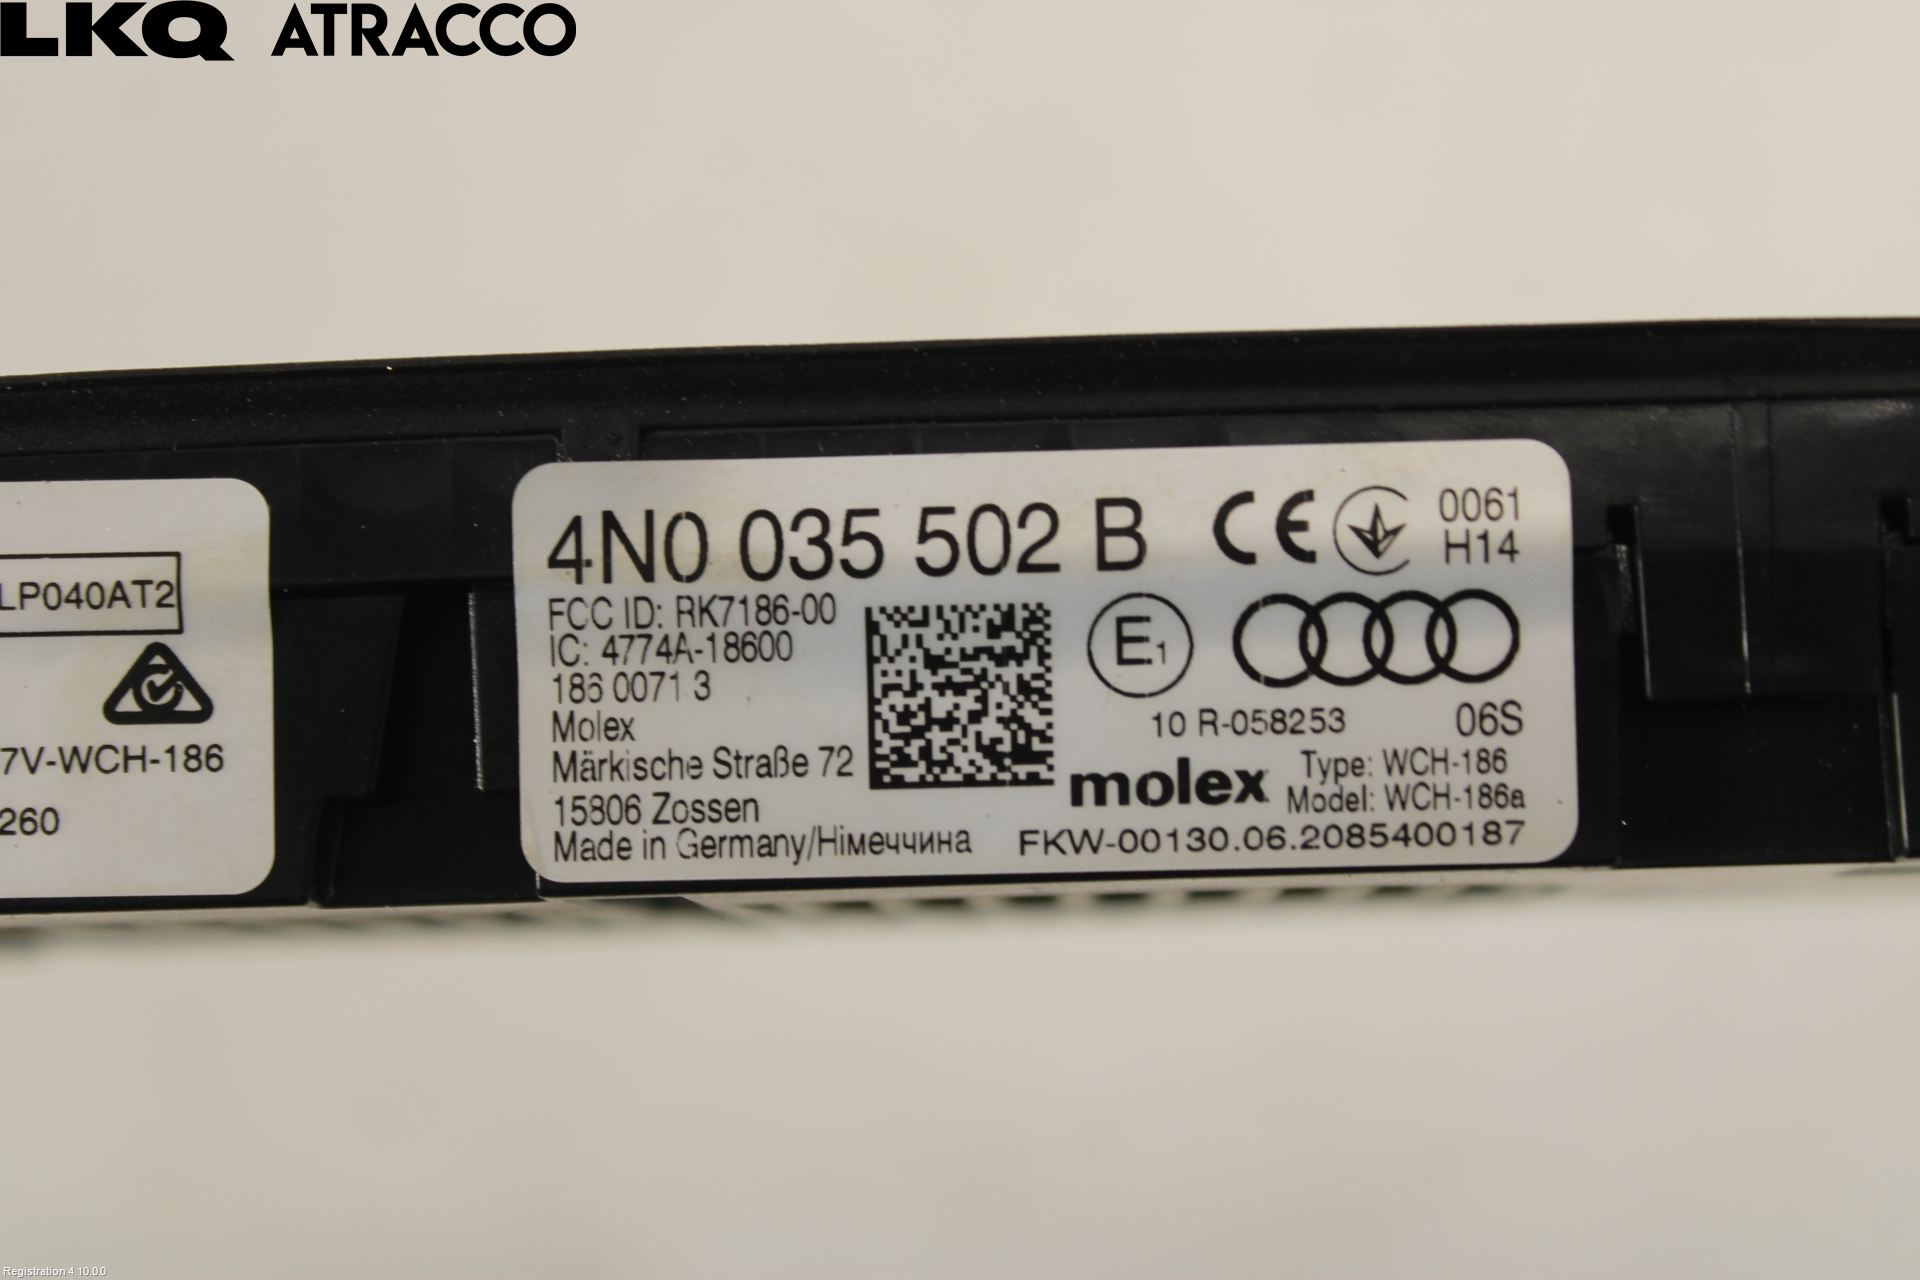 LKQ ATRACCO
LP040AT2
7V-WCH-186
260
4N0 035 502 B
CE
0061
H14
FCC ID: RK7186-00
IC: 4774A-18600
186 0071 3
Molex
Märkische Straße 72
15806 Zossen
Made in Germany/Німеччина
E1
10 R-058253
06S
molex
Type: WCH-186
Model: WCH-186a
FKW-00130.06.2085400187
Registration 4.10.0.0